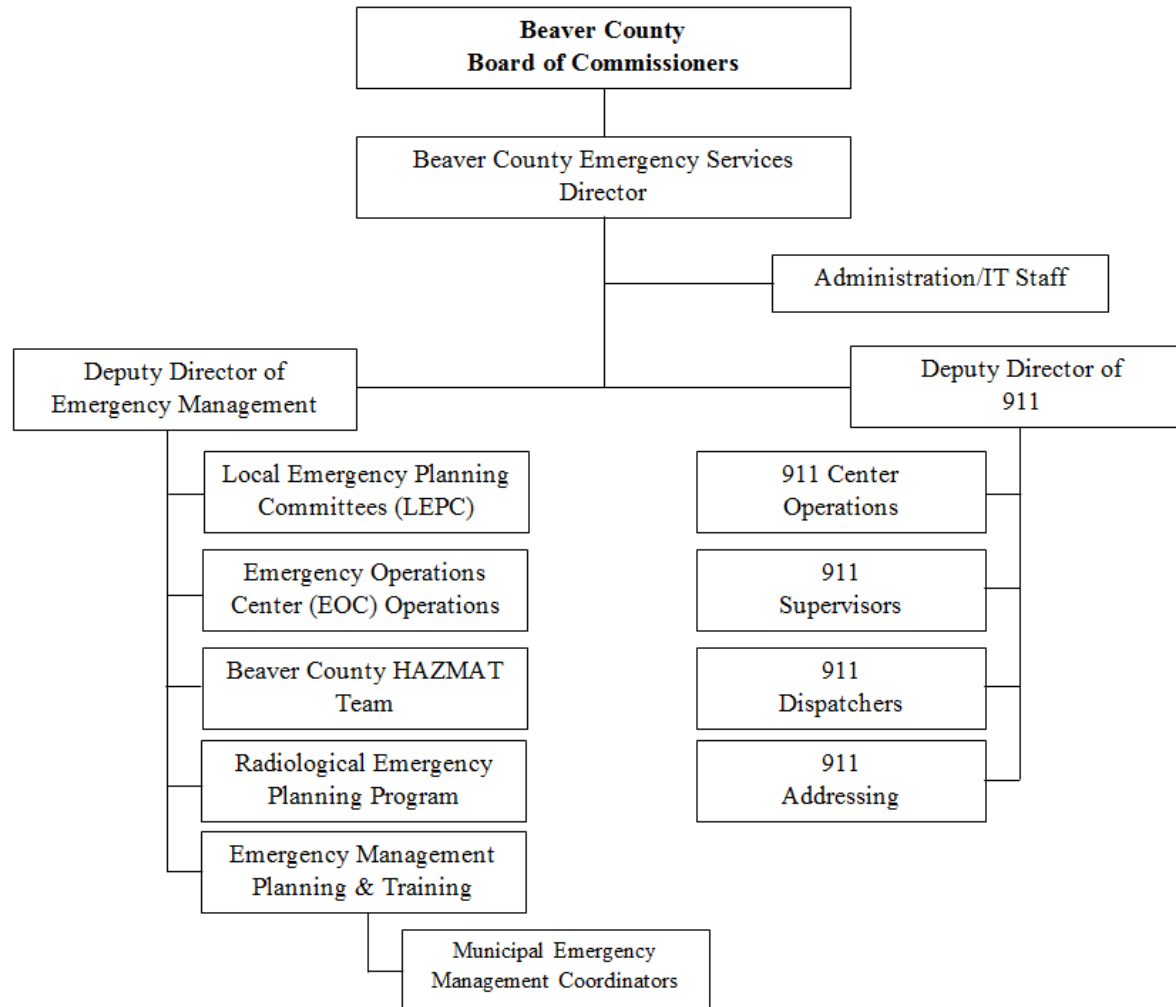 Beaver County
Board of Commissioners
Beaver County Emergency Services
Director
Administration/IT Staff
Deputy Director of
Emergency Management
Deputy Director of
911
Local Emergency Planning
Committees (LEPC)
Emergency Operations
Center (EOC) Operations
Beaver County HAZMAT
Team
Radiological Emergency
Planning Program
Emergency Management
Planning & Training
Municipal Emergency
Management Coordinators
911 Center
Operations
911
Supervisors
911
Dispatchers
911
Addressing